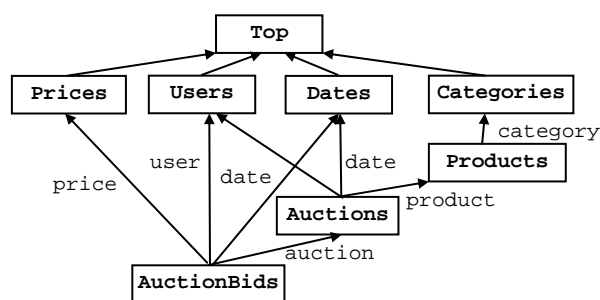 Top
Prices Users Dates Categories
category
user date Products
price date
product
Auctions
auction
AuctionBids